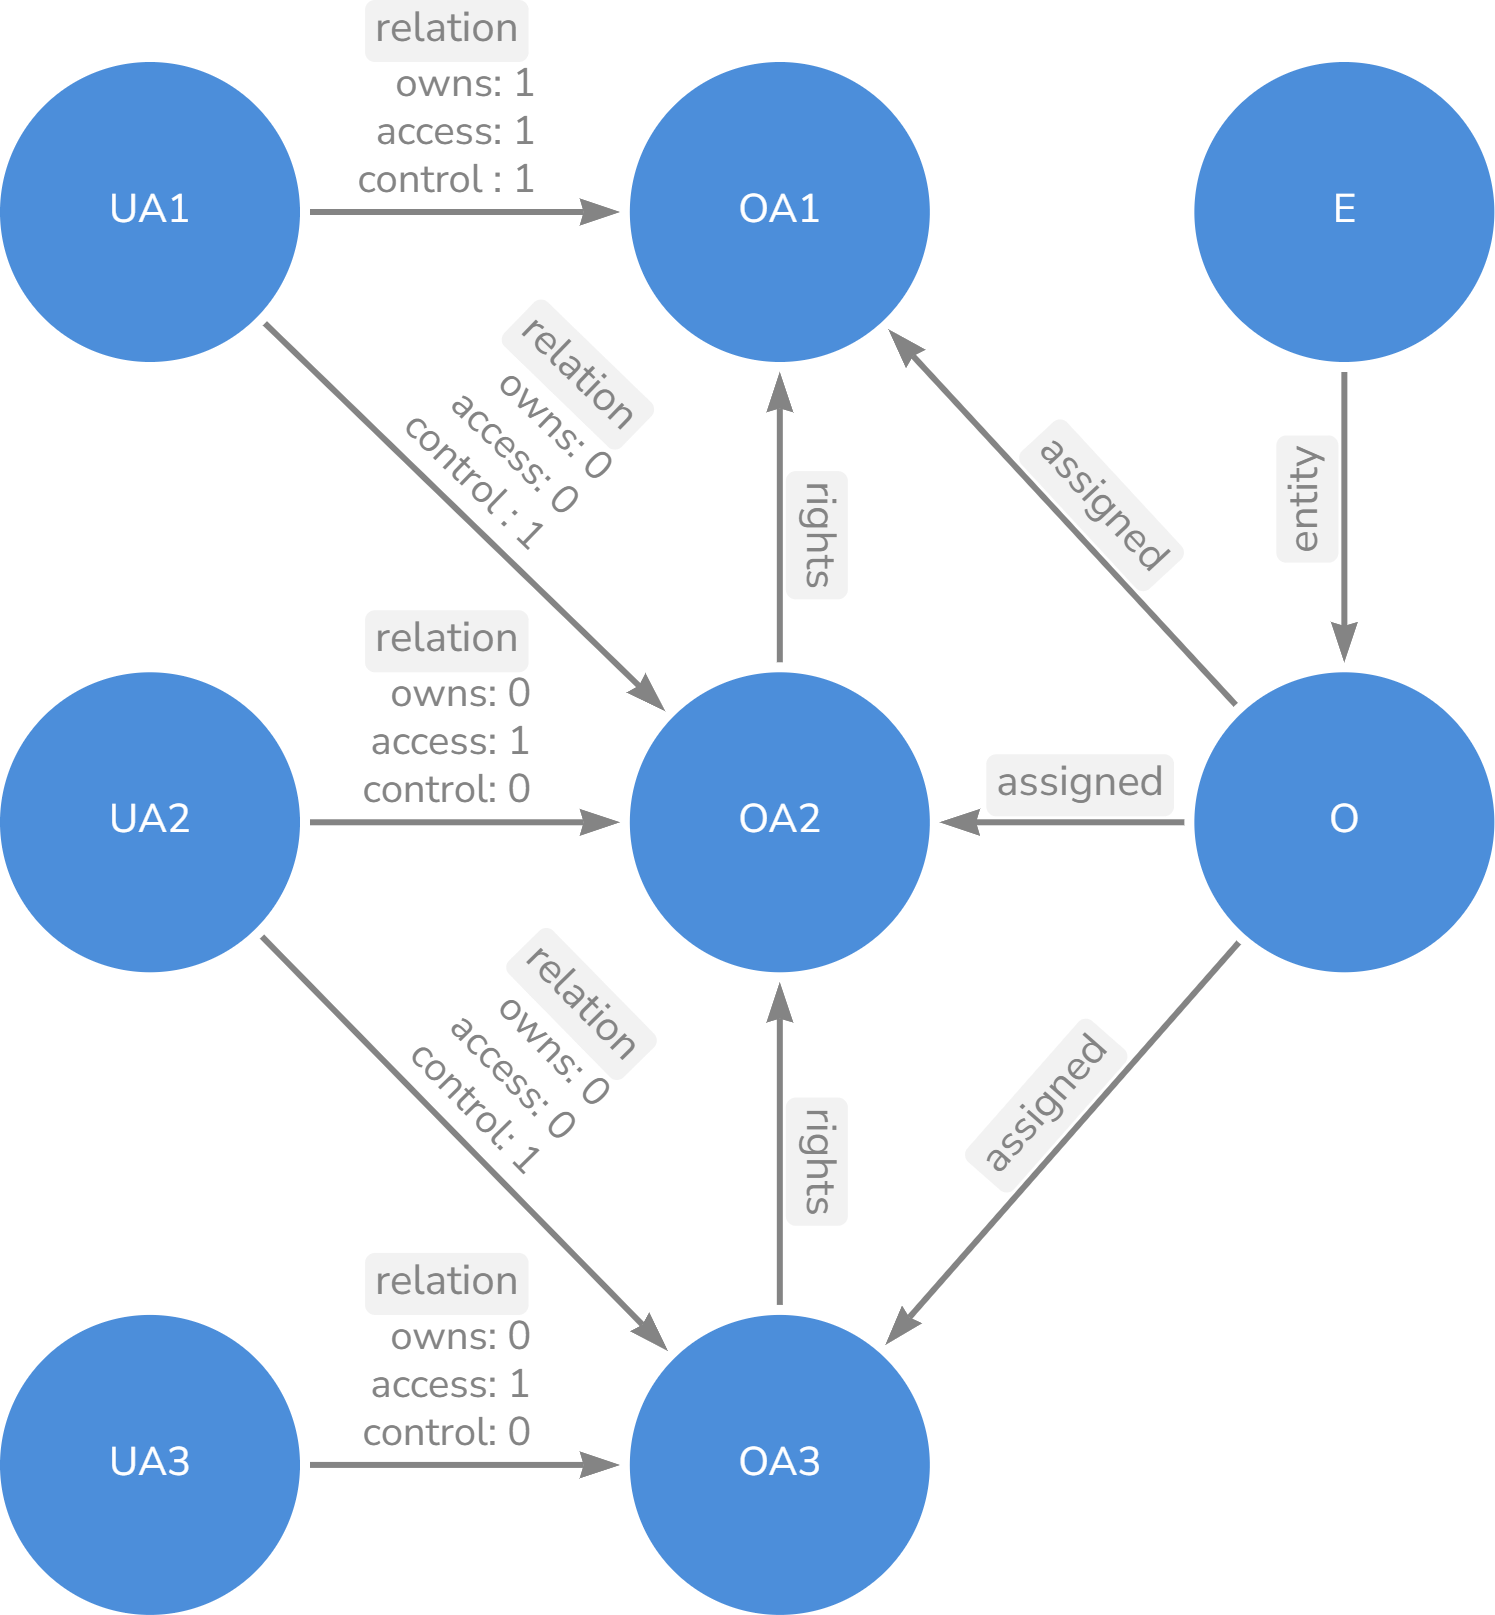 relation
owns: 1
access: 1
control : 1
UA1
OA1
E
relation
owns: 0
access: 0
control : 1
rights
assigned
entity
relation
owns: 0
access: 1
control: 0
UA2
OA2
assigned
O
relation
owns: 0
access: 0
control: 1
rights
assigned
relation
owns: 0
access: 1
control: 0
UA3
OA3